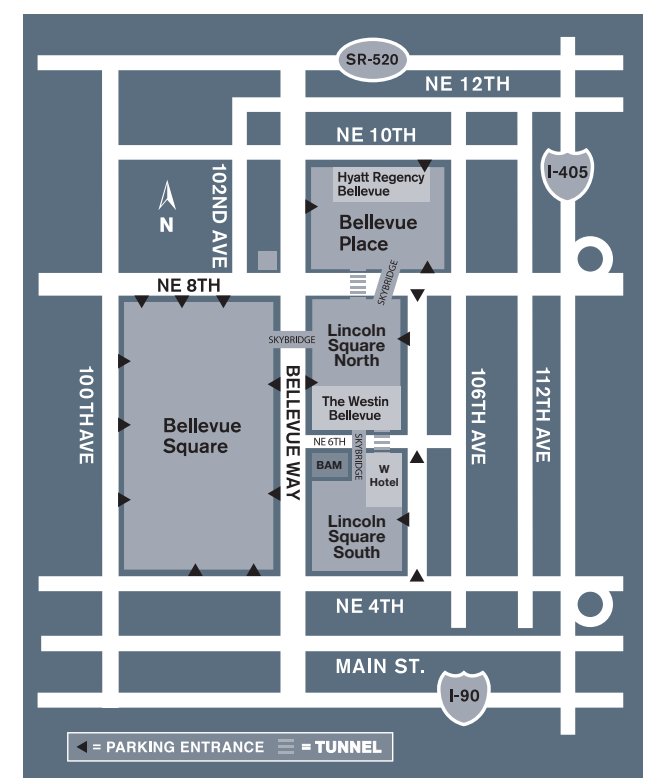 SR-520
NE 12TH
NE 10TH
I-405
102ND AVE
N
Hyatt Regency
Bellevue
Bellevue
Place
SKYBRIDGE
NE 8TH
SKYBRIDGE
Lincoln
Square
North
100TH AVE
Bellevue
Square
BELLEVUE WAY
The Westin
Bellevue
106TH AVE
112TH AVE
NE 6TH
SKYBRIDGE
BAM
W
Hotel
Lincoln
Square
South
NE 4TH
MAIN ST.
I-90
= PARKING ENTRANCE = TUNNEL